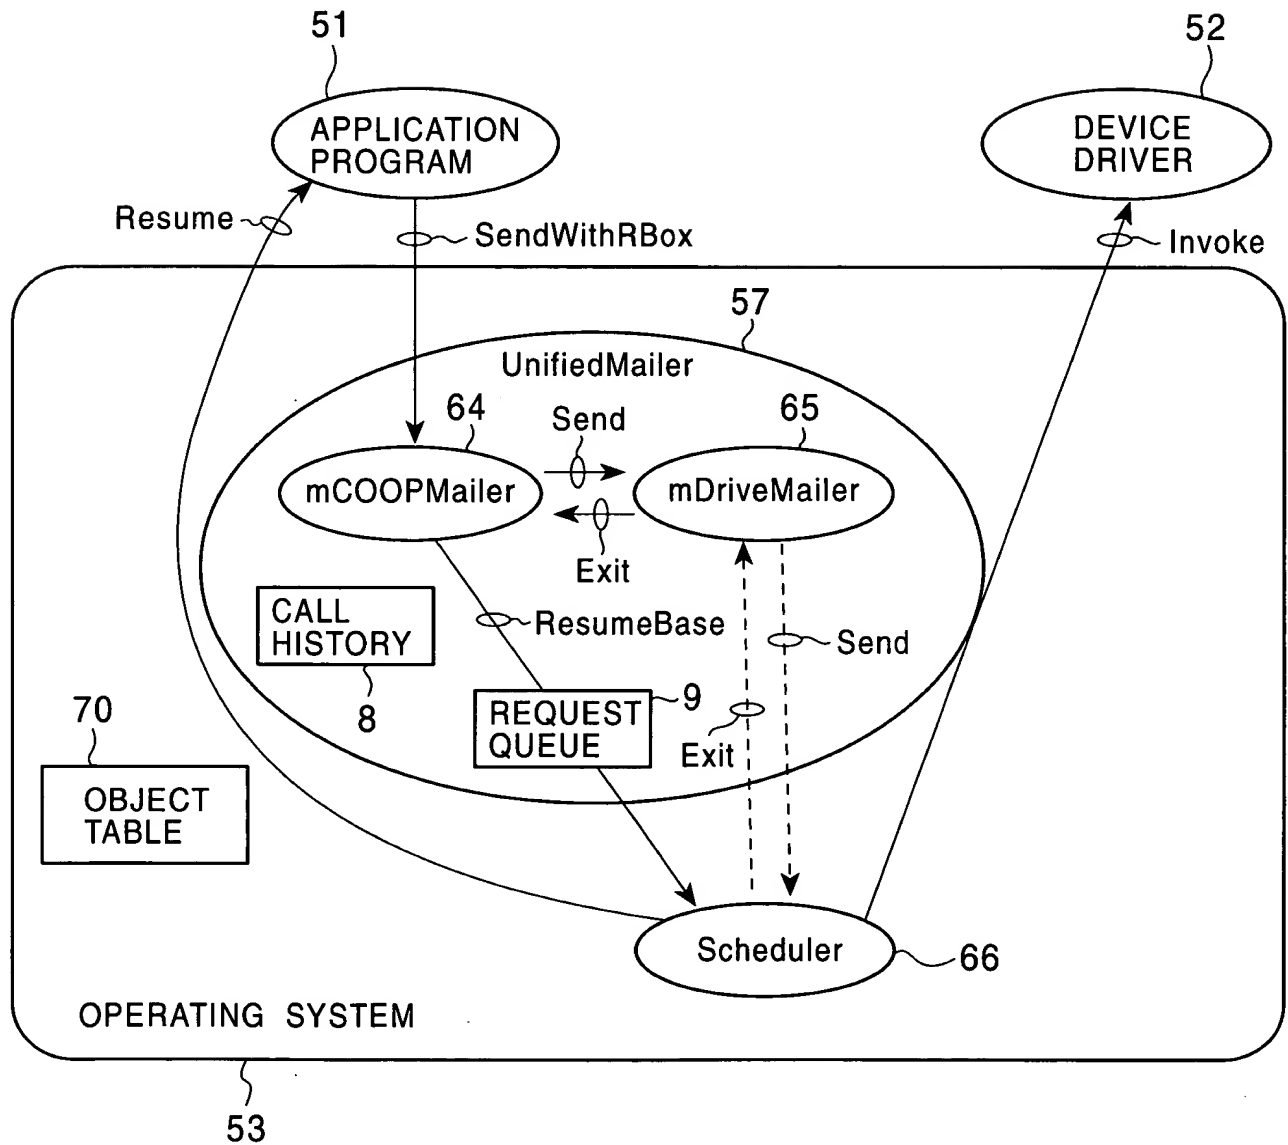 51
52
APPLICATION
PROGRAM
DEVICE
DRIVER
Resume
SendWithRBox
Invoke
57
UnifiedMailer
64
Send
65
mCOOPMailer
mDriveMailer
Exit
CALL
HISTORY
8
ResumeBase
Send
REQUEST
QUEUE
9
Exit
70
OBJECT
TABLE
Scheduler
66
OPERATING SYSTEM
53